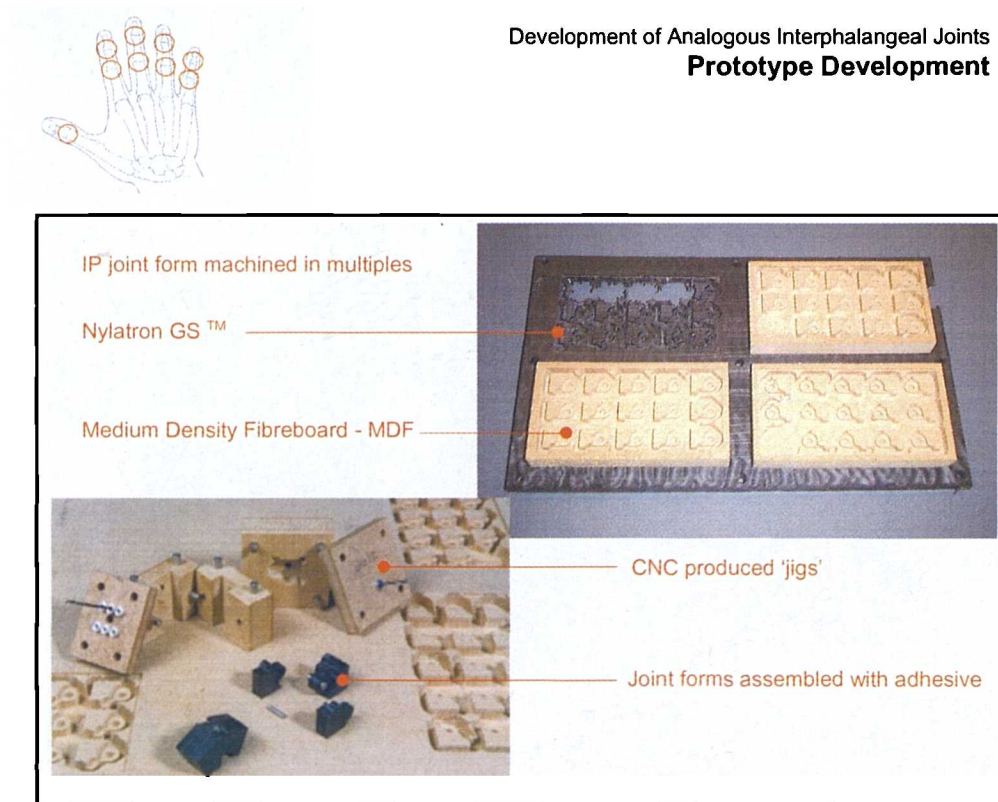 Development of Analogous Interphalangeal Joints
Prototype Development
IP joint form machined in multiples
Nylatron GS ™
Medium Density Fibreboard - MDF
CNC produced 'jigs'
Joint forms assembled with adhesive